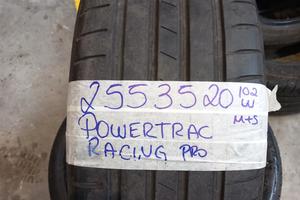 2553520 102
W
M+S
POWERTRAC
RACING PRO